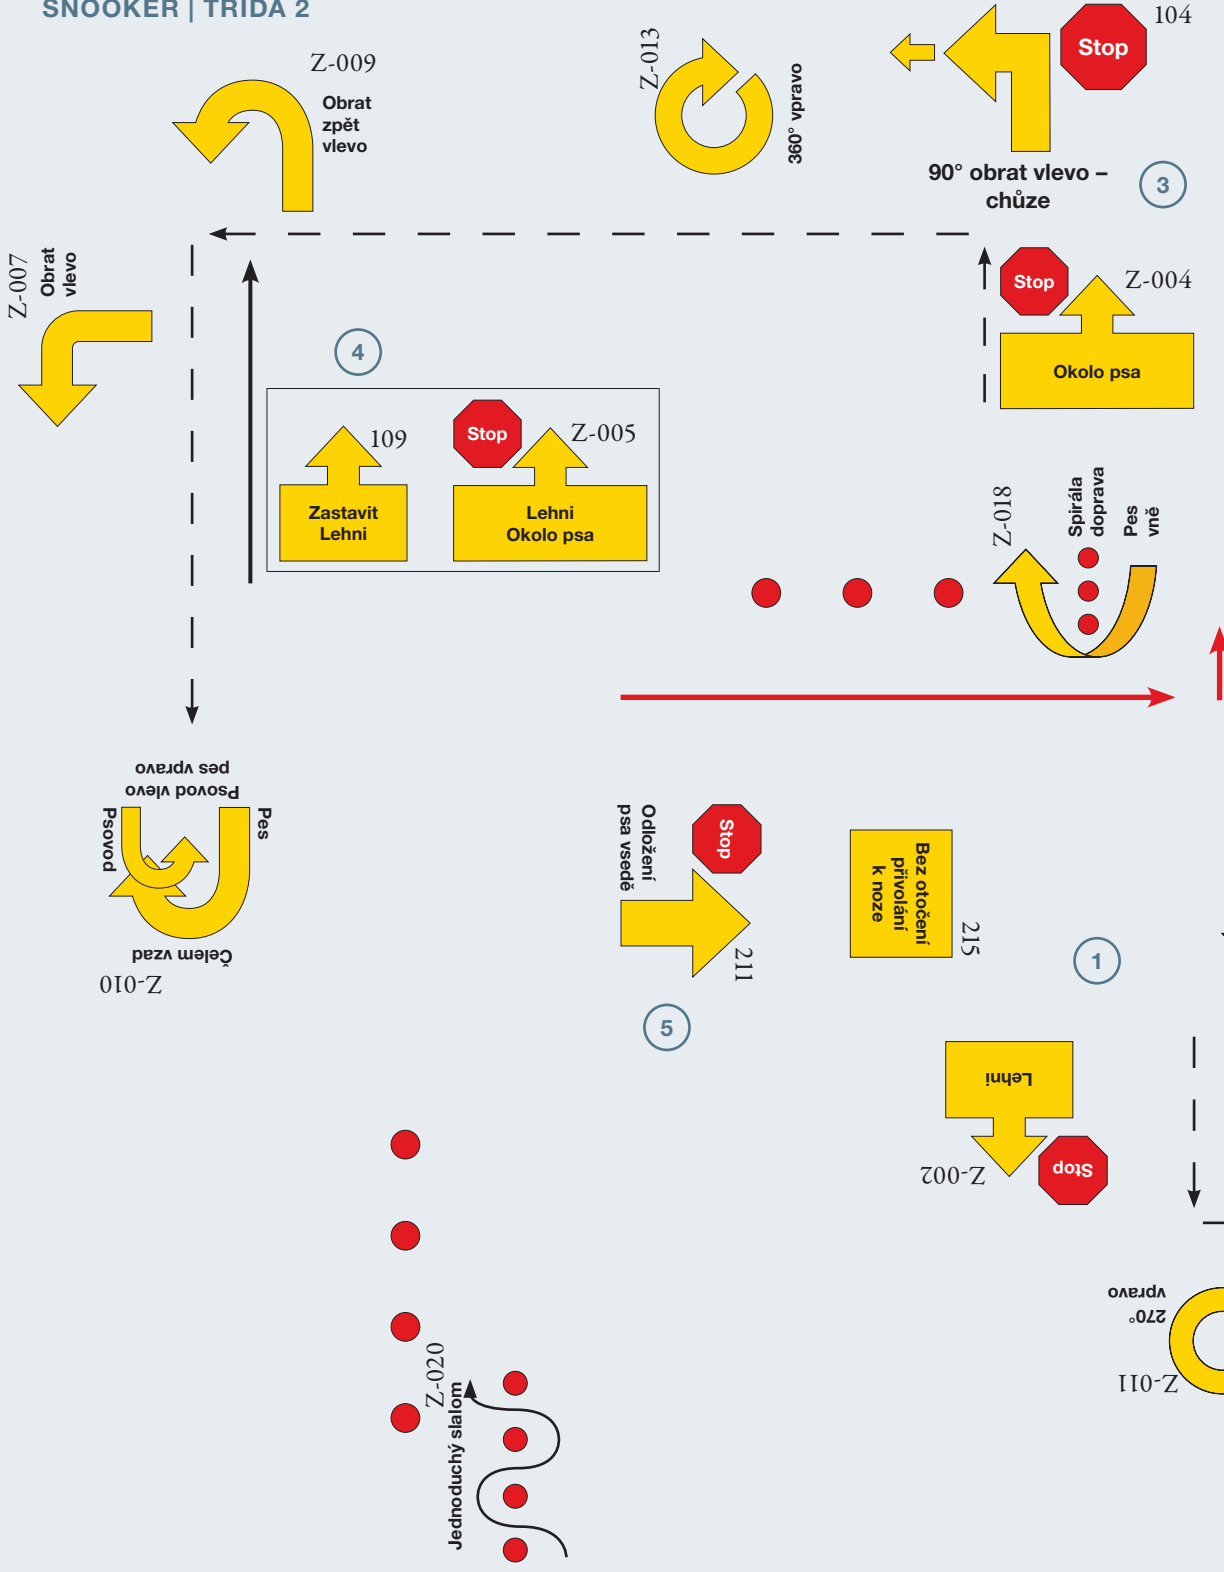 SNOOKER | TŘÍDA 2
Z-009
Obrat
zpět
vlevo
Z-013
360° vpravo
104
Stop
90° obrat vlevo –
chůze
3
Z-007
Obrat
vlevo
Stop
Z-004
Okolo psa
4
109
Zastavit
Lehni
Stop
Z-005
Lehni
Okolo psa
Z-018
Spirála
doprava
Pes
vně
Psovod vlevo
pes vpravo
Psovod
Pes
Čelem vzad
Z-010
Odložení
psa vsedě
Stop
211
5
Bez otočení
přivolání
k noze
215
1
Lehni
Stop
Z-002
270°
vpravo
Z-011
Z-020
Jednoduchý slalom